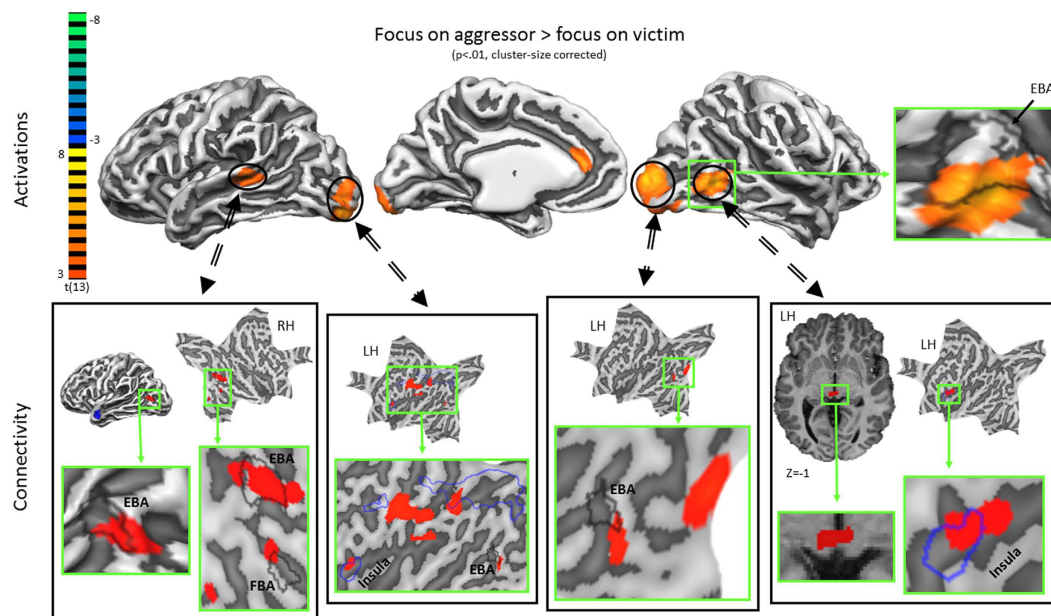 Focus on aggressor > focus on victim
(p<.01, cluster-size corrected)
Activations
-8
-3
8
3
t(13)
EBA
Connectivity
RH
EBA
EBA
FBA
LH
Insula
EBA
LH
EBA
LH
Z=-1
LH
Insula